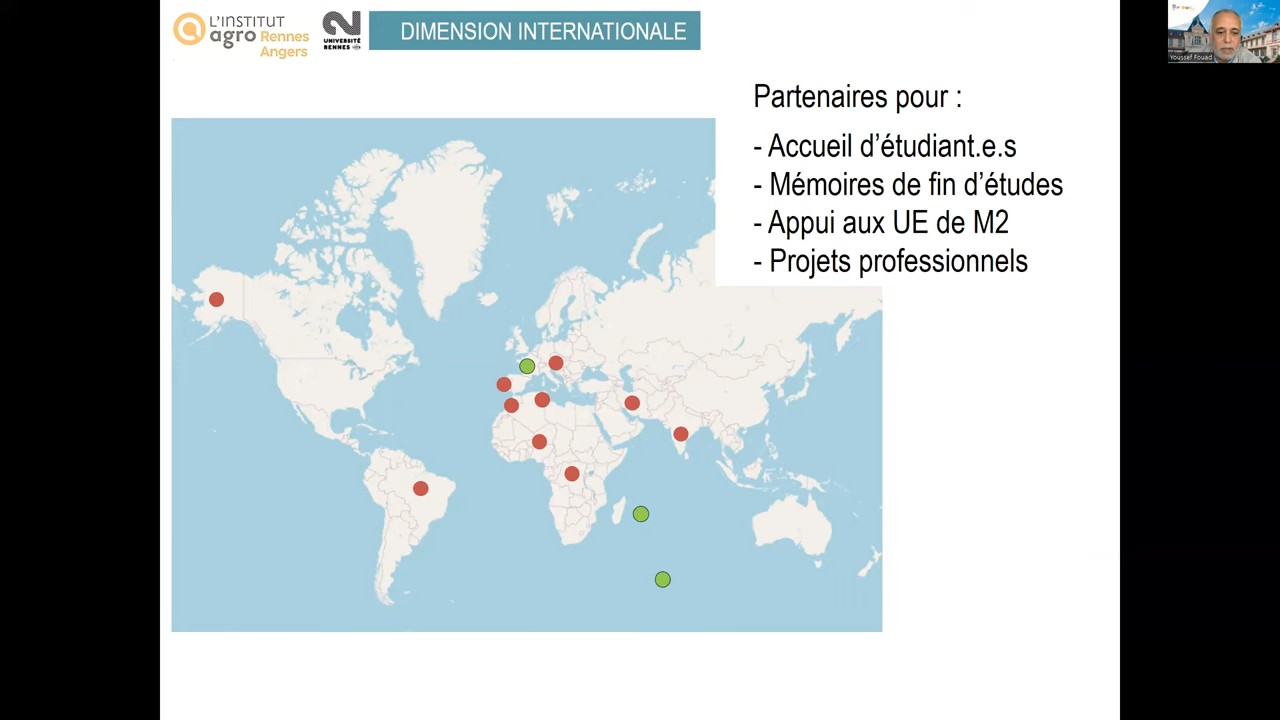 L'INSTITUT
agro Rennes
Angers
UNIVERSITÉ
RENNES
DIMENSION INTERNATIONALE
Youssef Fouad
Partenaires pour :
- Accueil d'étudiant.e.s
- Mémoires de fin d'études
- Appui aux UE de M2
- Projets professionnels